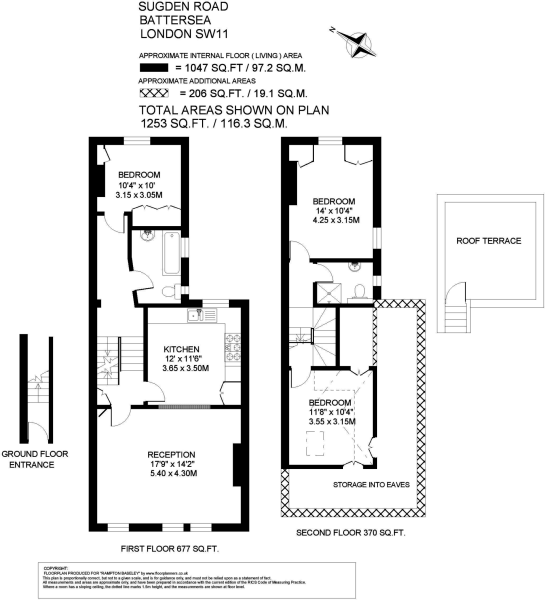 SUGDEN ROAD
BATTERSEA
LONDON SW11
N
APPROXIMATE INTERNAL FLOOR ( LIVING ) AREA
= 1047 SQ.FT / 97.2 SQ.M.
APPROXIMATE ADDITIONAL AREAS
= 206 SQ.FT. / 19.1 SQ.M.
TOTAL AREAS SHOWN ON PLAN
1253 SQ.FT. / 116.3 SQ.M.
BEDROOM
10'4" x 10'
3.15 x 3.05M
KITCHEN
12' x 11'6"
3.65 x 3.50M
RECEPTION
17'9" x 14'2"
5.40 x 4.30M
GROUND FLOOR
ENTRANCE
FIRST FLOOR 677 SQ.FT.
BEDROOM
14' x 10'4"
4.25 x 3.15M
BEDROOM
11'8" x 10'4"
3.55 x 3.15M
STORAGE INTO EAVES
SECOND FLOOR 370 SQ.FT.
ROOF TERRACE
COPYRIGHT:
FLOORPLAN PRODUCED FOR "RAMPTON BASELEY" by www.floorplanners.co.uk
This plan is proportionally correct, but not to a given scale, and is for guidance only, and must not be relied upon as a statement of fact.
All measurements and areas are approximate only, and have been prepared in accordance with the current edition of the RICS Code of Measuring Practice.
Where a room has a sloping ceiling, the dotted line marks 1.5m height, and the measurements are shown at floor level.